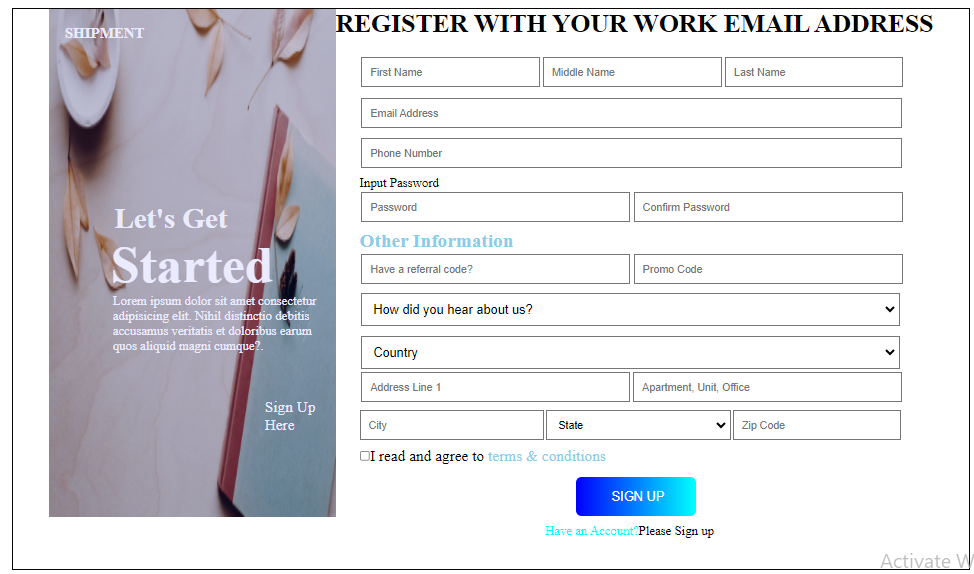 SHIPMENT
Let's Get
Started
Lorem ipsum dolor sit amet consectetur
adipisicing elit. Nihil distinctio debitis
accusamus veritatis et doloribus earum
quos aliquid magni cumque?.
Sign Up
Here
REGISTER WITH YOUR WORK EMAIL ADDRESS
First Name Middle Name Last Name
Email Address
Phone Number
Input Password
Password Confirm Password
Other Information
Have a referral code? Promo Code
How did you hear about us?
Country
Address Line 1 Apartment, Unit, Office
City State Zip Code
I read and agree to terms & conditions
SIGN UP
Have an Account?Please Sign up
Activate W